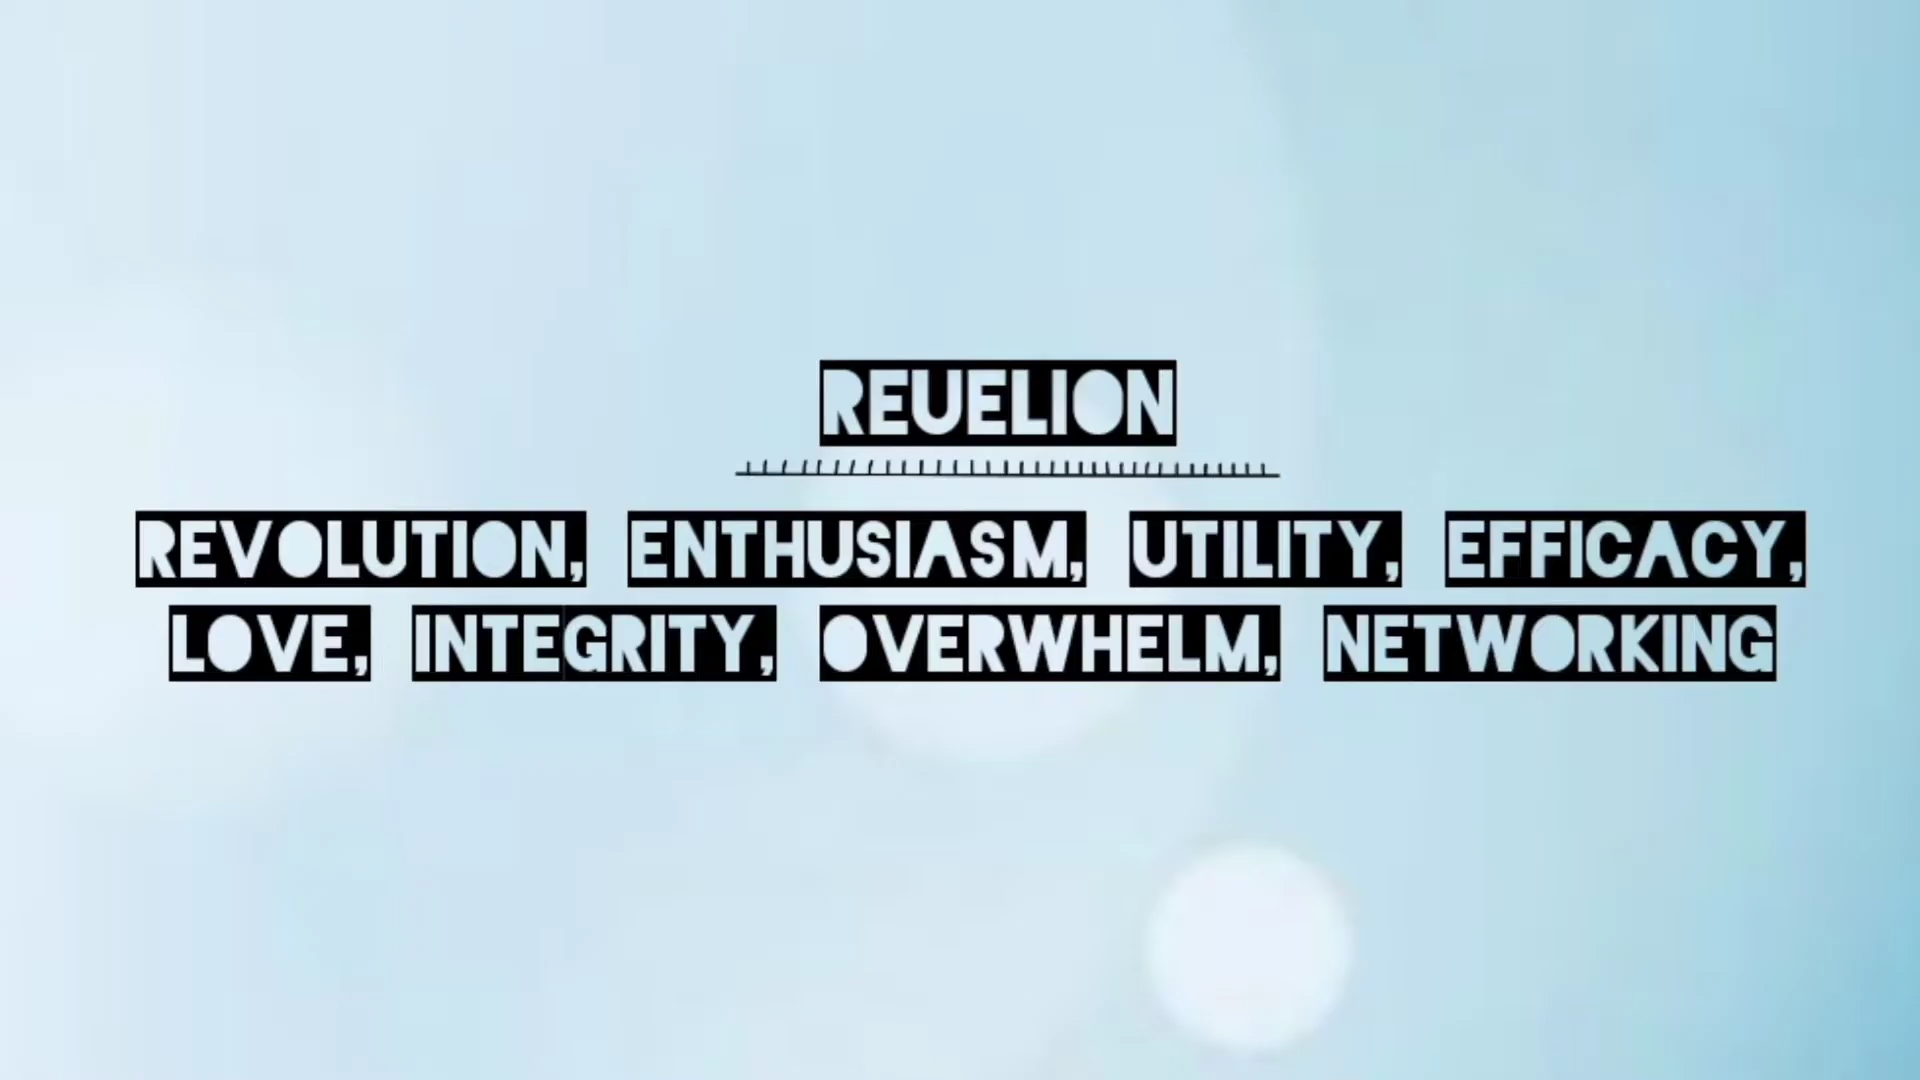 REUELION
REVOLUTION, ENTHUSIASM, UTILITY, EFFICACY,
LOVE, INTEGRITY, OVERWHELM, NETWORKING